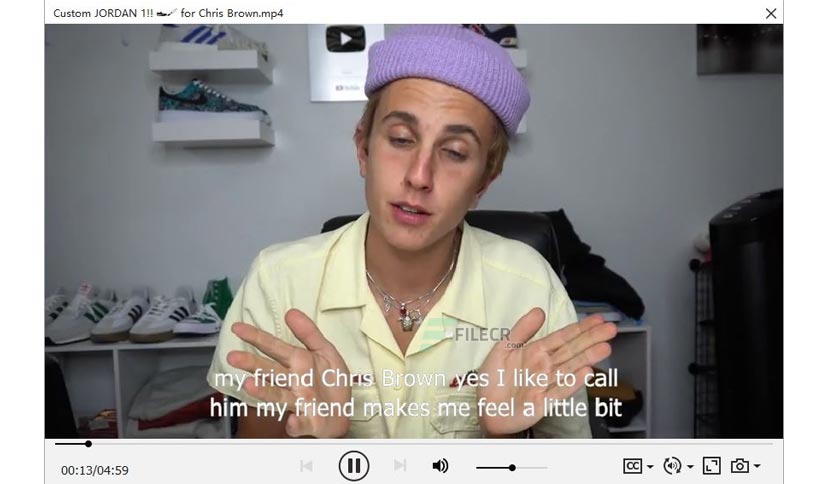 Custom JORDAN 1!! 👟🖌 for Chris Brown.mp4
FILECR
.com
my friend Chris Brown yes I like to call
him my friend makes me feel a little bit
00:13/04:59
CC